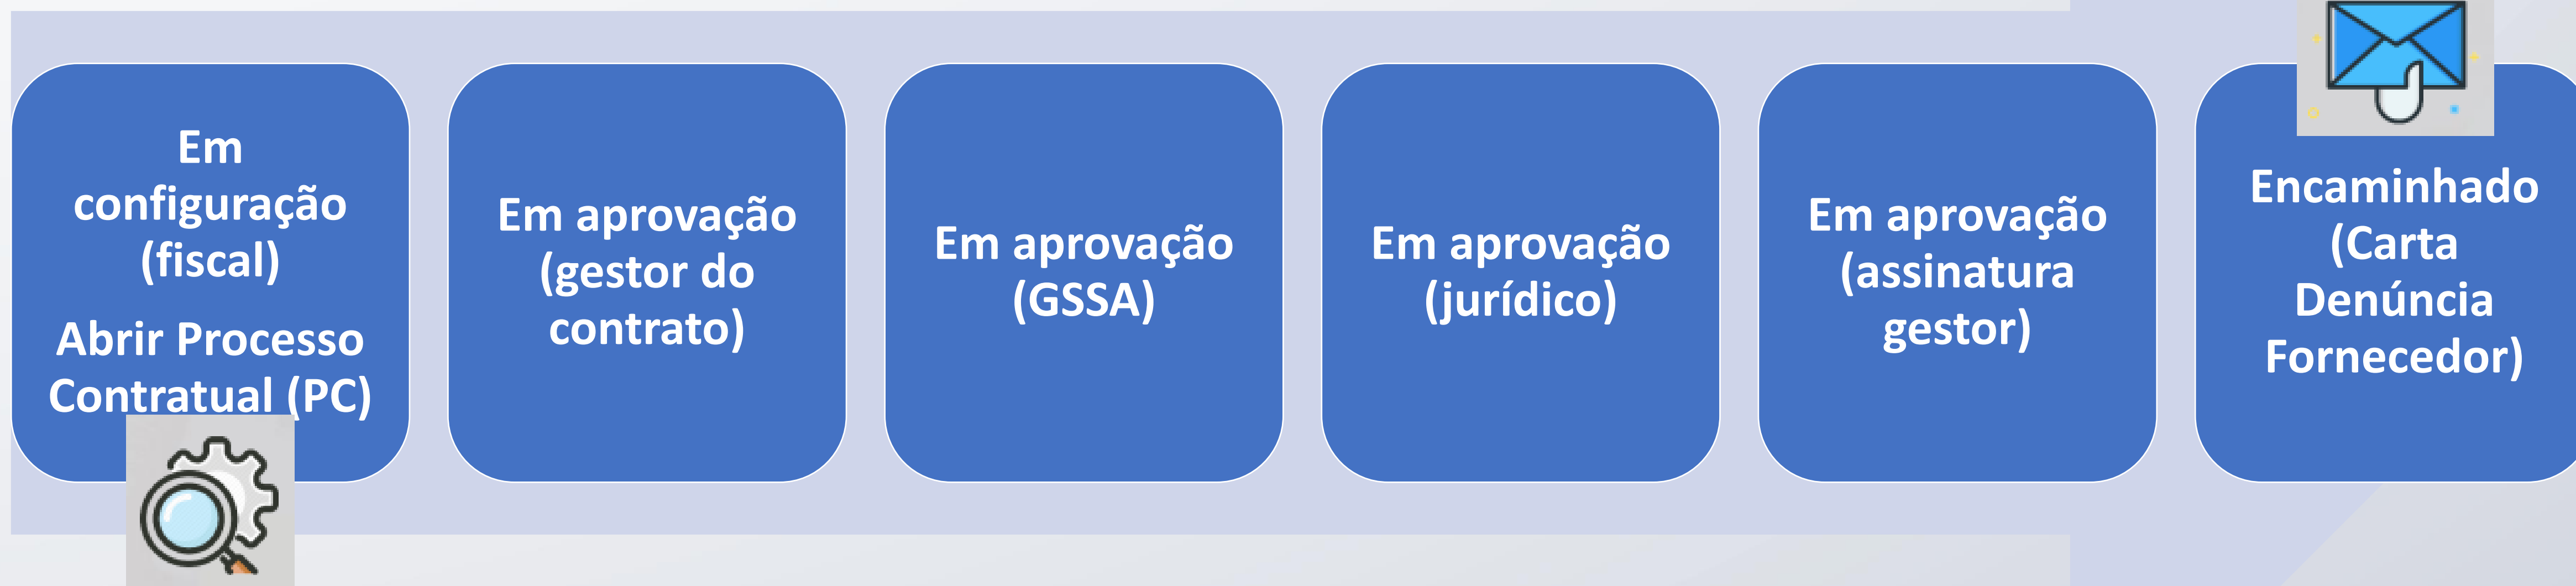 Em
configuração
(fiscal)
Abrir Processo
Contratual (PC)
Em aprovação
(gestor do
contrato)
Em aprovação
(GSSA)
Em aprovação
(jurídico)
Em aprovação
(assinatura
gestor)
Encaminhado
(Carta
Denúncia
Fornecedor)